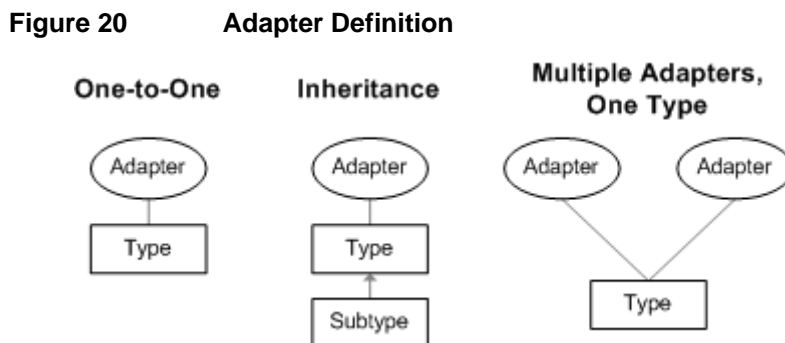 Figure 20 Adapter Definition
One-to-One
Inheritance
Multiple Adapters,
One Type
Adapter
Type
Adapter
Type
Subtype
Adapter
Adapter
Type